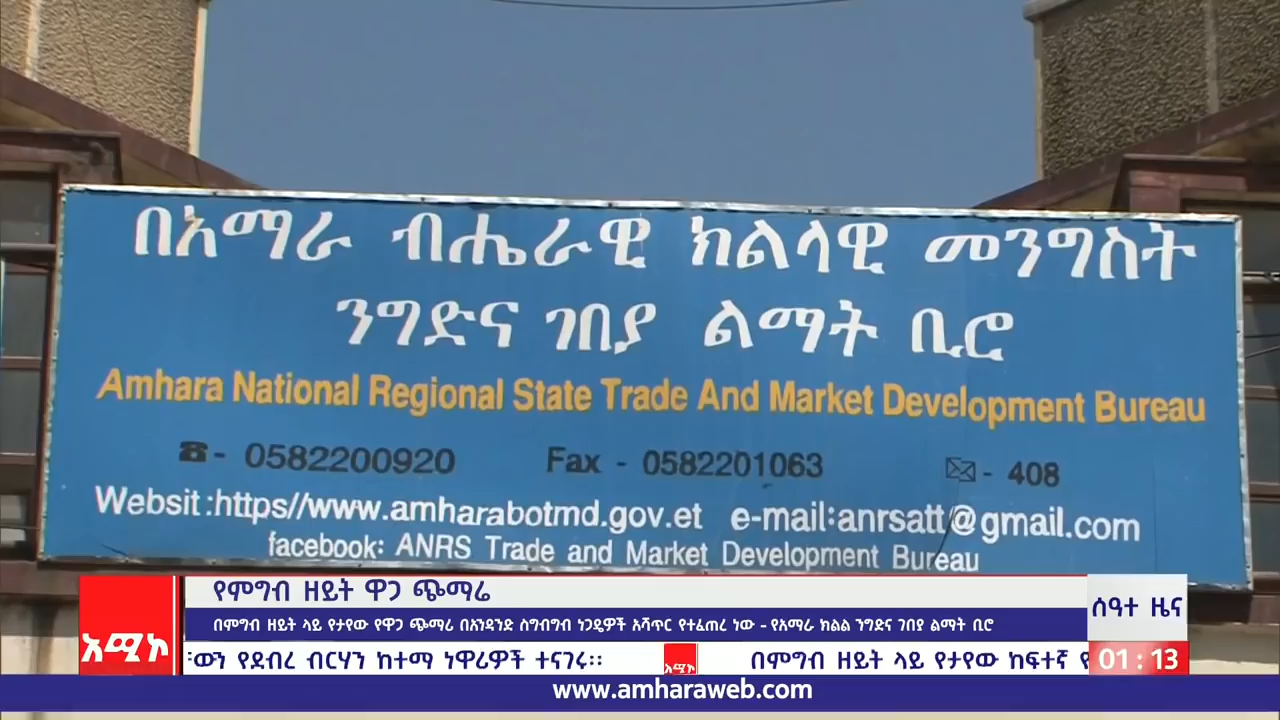 በአማራ ብሔራዊ ክልላዊ መንግስት
ንግድና ገበያ ልማት ቢሮ
Amhara National Regional State Trade And Market Development Bureau
☎- 0582200920 Fax - 0582201063 ✉- 408
Websit:https//www.amharabotmd.gov.et e-mail:anrsatt@gmail.com
facebook: ANRS Trade and Market Development Bureau
የምግብ ዘይት ዋጋ ጭማሬ
ሰዓተ ዜና
በምግብ ዘይት ላይ የታየው የዋጋ ጭማሪ በአንዳንድ ስግብግብ ነጋዴዎች አሻጥር የተፈጠረ ነው - የአማራ ክልል ንግድና ገበያ ልማት ቢሮ
አሚኮ
የደብረ ብርሃን ከተማ ነዋሪዎች ተናገሩ፡፡ አሚኮ በምግብ ዘይት ላይ የታየው ከፍተኛ የ
01:13
www.amharaweb.com